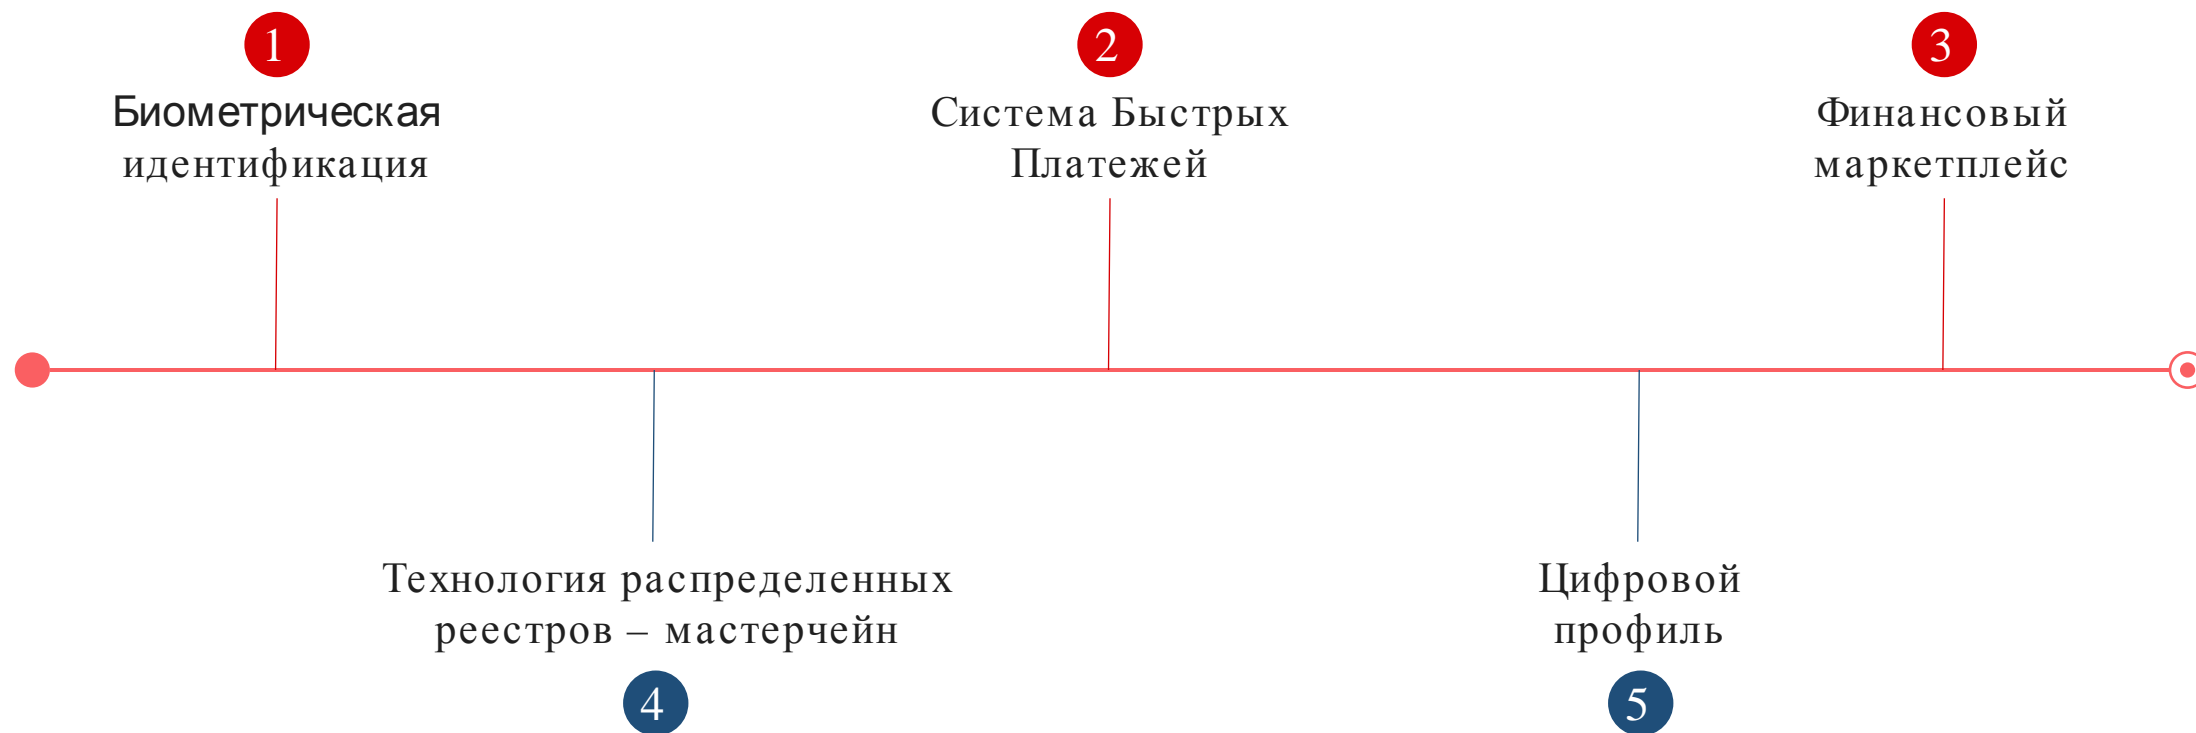 1
Биометрическая
идентификация
2
Система Быстрых
Платежей
3
Финансовый
маркетплейс
Технология распределенных
реестров – мастерчейн
4
Цифровой
профиль
5